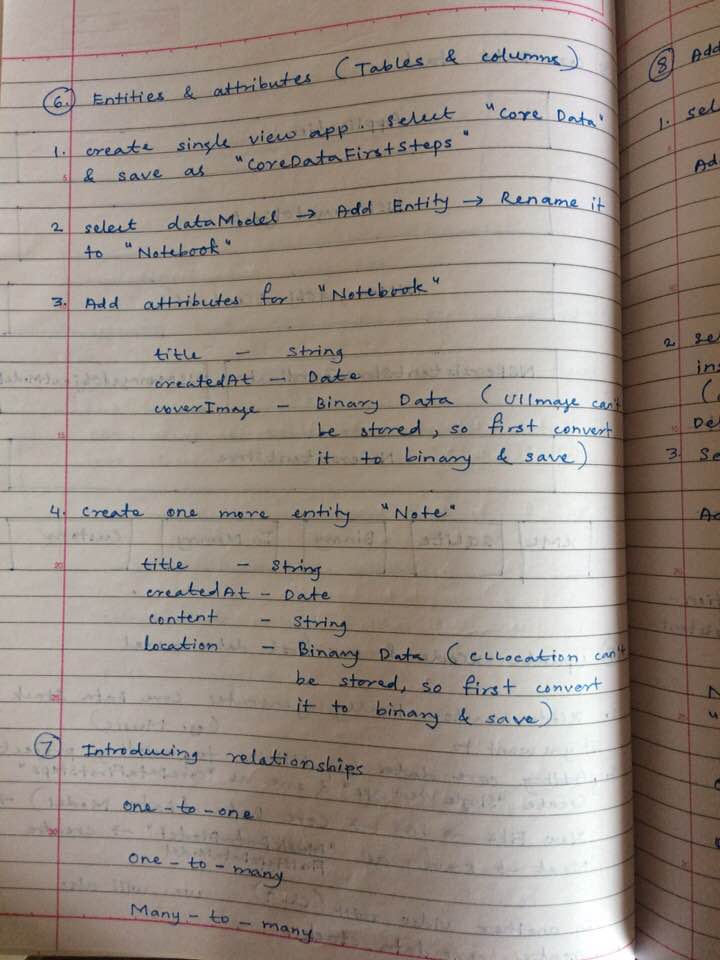 6. Entities & attributes (Tables & columns)
1. create single view app. select "Core Data"
& save as "CoreDataFirstSteps"
2 select dataModel → Add Entity → Rename it
to "Notebook"
3. Add attributes for "Notebook"
title - String
createdAt - Date
coverImage - Binary Data (UIImage can't
be stored, so first convert
it to binary & save)
4. Create one more entity "Note"
title - String
createdAt - Date
content - String
location - Binary Data (CLLocation can't
be stored, so first convert
it to binary & save)
7 Introducing relationships
one-to-one
One-to-many
Many-to-many
8 Add
1. sel
Ad
2 Se
ins
(
De
3 Se
Ad